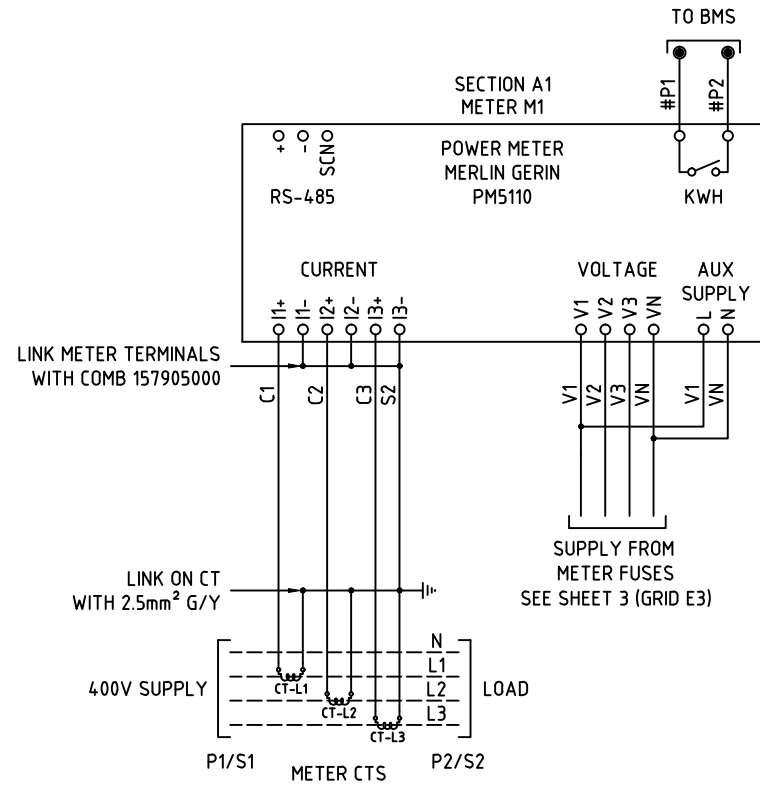 TO BMS
#P1
#P2
SECTION A1
METER M1
+
-
SCN
RS-485
POWER METER
MERLIN GERIN
PM5110
KWH
CURRENT
VOLTAGE
AUX
SUPPLY
I1+
I1-
I2+
I2-
I3+
I3-
V1
V2
V3
VN
L
N
LINK METER TERMINALS
WITH COMB 157905000
C1
C2
C3
S2
V1
V2
V3
VN
V1
VN
SUPPLY FROM
METER FUSES
SEE SHEET 3 (GRID E3)
LINK ON CT
WITH 2.5mm² G/Y
N
L1
L2
L3
400V SUPPLY
LOAD
CT-L1
CT-L2
CT-L3
P1/S1
P2/S2
METER CTS